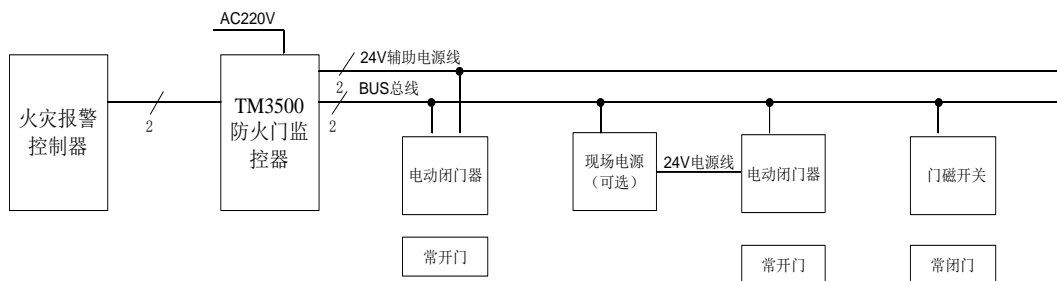 AC220V
24V辅助电源线
2
BUS总线
2
火灾报警
控制器
2
TM3500
防火门监
控器
电动闭门器
现场电源
（可选）
24V电源线
电动闭门器
门磁开关
常开门
常开门
常闭门